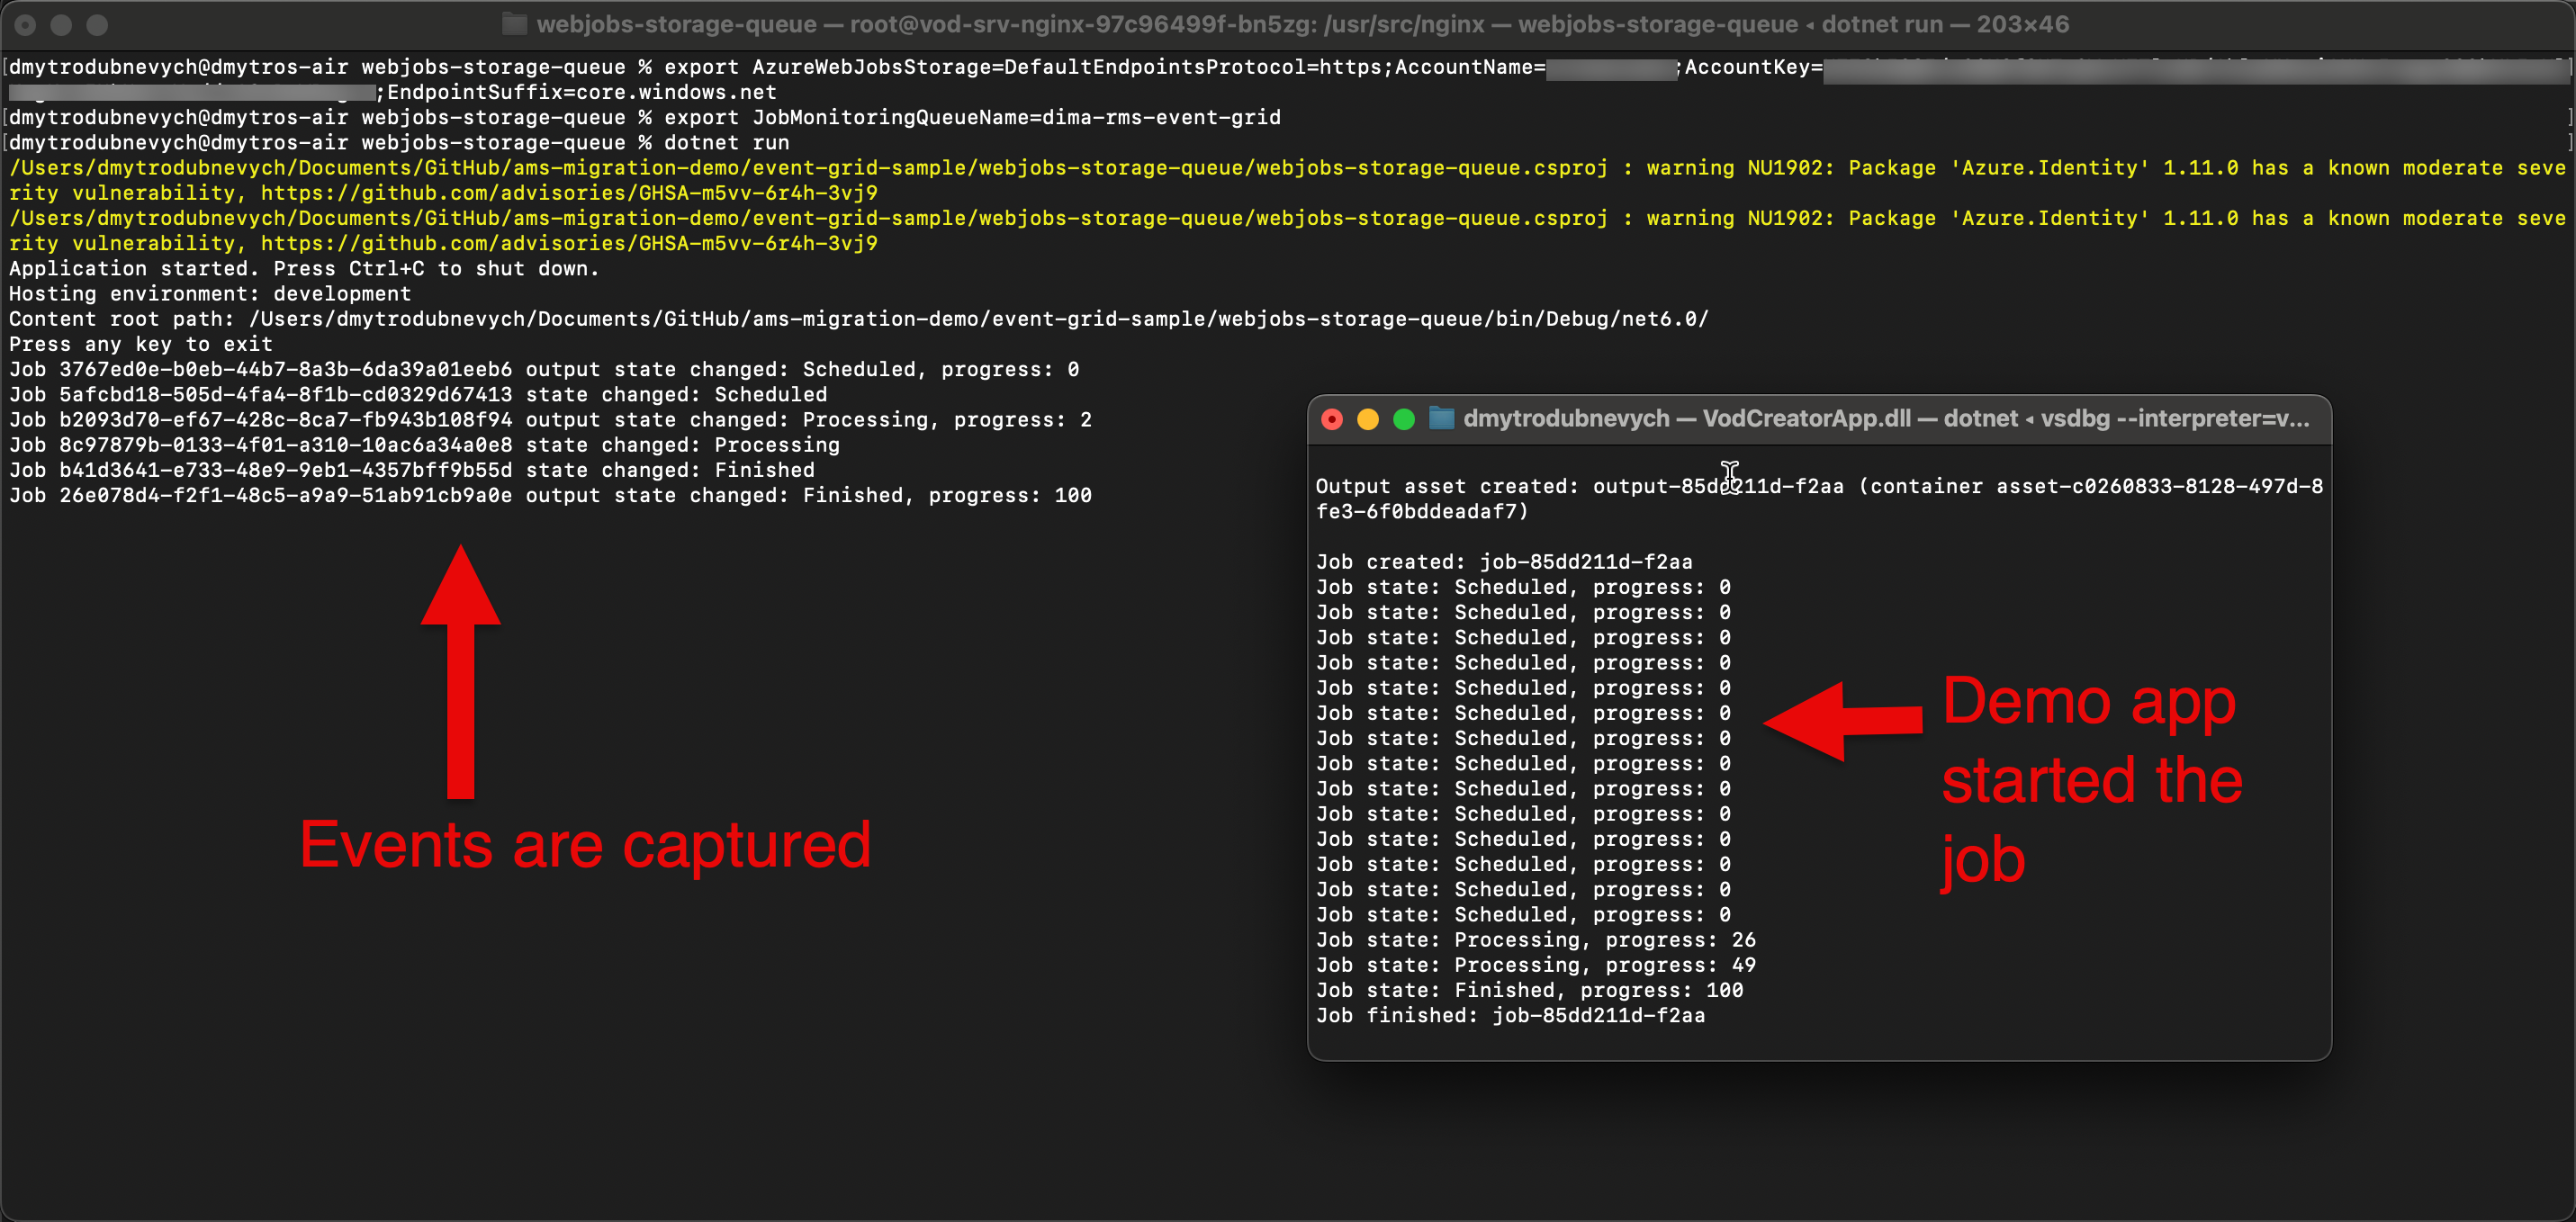 webjobs-storage-queue — root@vod-srv-nginx-97c96499f-bn5zg: /usr/src/nginx — webjobs-storage-queue ◂ dotnet run — 203×46
[dmytrodubnevych@dmytros-air webjobs-storage-queue % export AzureWebJobsStorage=DefaultEndpointsProtocol=https;AccountName= ;AccountKey= ]
;EndpointSuffix=core.windows.net
[dmytrodubnevych@dmytros-air webjobs-storage-queue % export JobMonitoringQueueName=dima-rms-event-grid ]
[dmytrodubnevych@dmytros-air webjobs-storage-queue % dotnet run ]
/Users/dmytrodubnevych/Documents/GitHub/ams-migration-demo/event-grid-sample/webjobs-storage-queue/webjobs-storage-queue.csproj : warning NU1902: Package 'Azure.Identity' 1.11.0 has a known moderate seve
rity vulnerability, https://github.com/advisories/GHSA-m5vv-6r4h-3vj9
/Users/dmytrodubnevych/Documents/GitHub/ams-migration-demo/event-grid-sample/webjobs-storage-queue/webjobs-storage-queue.csproj : warning NU1902: Package 'Azure.Identity' 1.11.0 has a known moderate seve
rity vulnerability, https://github.com/advisories/GHSA-m5vv-6r4h-3vj9
Application started. Press Ctrl+C to shut down.
Hosting environment: development
Content root path: /Users/dmytrodubnevych/Documents/GitHub/ams-migration-demo/event-grid-sample/webjobs-storage-queue/bin/Debug/net6.0/
Press any key to exit
Job 3767ed0e-b0eb-44b7-8a3b-6da39a01eeb6 output state changed: Scheduled, progress: 0
Job 5afcbd18-505d-4fa4-8f1b-cd0329d67413 state changed: Scheduled
Job b2093d70-ef67-428c-8ca7-fb943b108f94 output state changed: Processing, progress: 2
Job 8c97879b-0133-4f01-a310-10ac6a34a0e8 state changed: Processing
Job b41d3641-e733-48e9-9eb1-4357bff9b55d state changed: Finished
Job 26e078d4-f2f1-48c5-a9a9-51ab91cb9a0e output state changed: Finished, progress: 100
Events are captured
dmytrodubnevych — VodCreatorApp.dll — dotnet ◂ vsdbg --interpreter=v...
Output asset created: output-85dd211d-f2aa (container asset-c0260833-8128-497d-8
fe3-6f0bddeadaf7)
Job created: job-85dd211d-f2aa
Job state: Scheduled, progress: 0
Job state: Scheduled, progress: 0
Job state: Scheduled, progress: 0
Job state: Scheduled, progress: 0
Job state: Scheduled, progress: 0
Job state: Scheduled, progress: 0
Job state: Scheduled, progress: 0
Job state: Scheduled, progress: 0
Job state: Scheduled, progress: 0
Job state: Scheduled, progress: 0
Job state: Scheduled, progress: 0
Job state: Scheduled, progress: 0
Job state: Scheduled, progress: 0
Job state: Scheduled, progress: 0
Job state: Processing, progress: 26
Job state: Processing, progress: 49
Job state: Finished, progress: 100
Job finished: job-85dd211d-f2aa
Demo app
started the
job